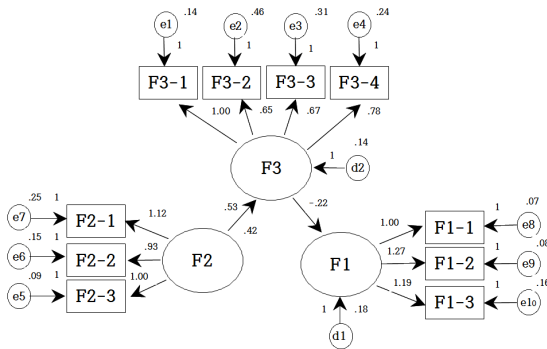 e1 .14 e2 .46 e3 .31 e4 .24
1 1 1 1
F3-1 F3-2 F3-3 F3-4
1.00 .65 .67 .78
.14
F3 1 d2
.53 -.22
.25 1 1.12 .42 1.00 1 .07
e7 F2-1 F1-1 e8
.15 1 .93 1.27 1 .08
e6 F2-2 F2 F1 F1-2 e9
.09 1 1.00 1.19 1 .16
e5 F2-3 F1-3 e10
1 .18
d1